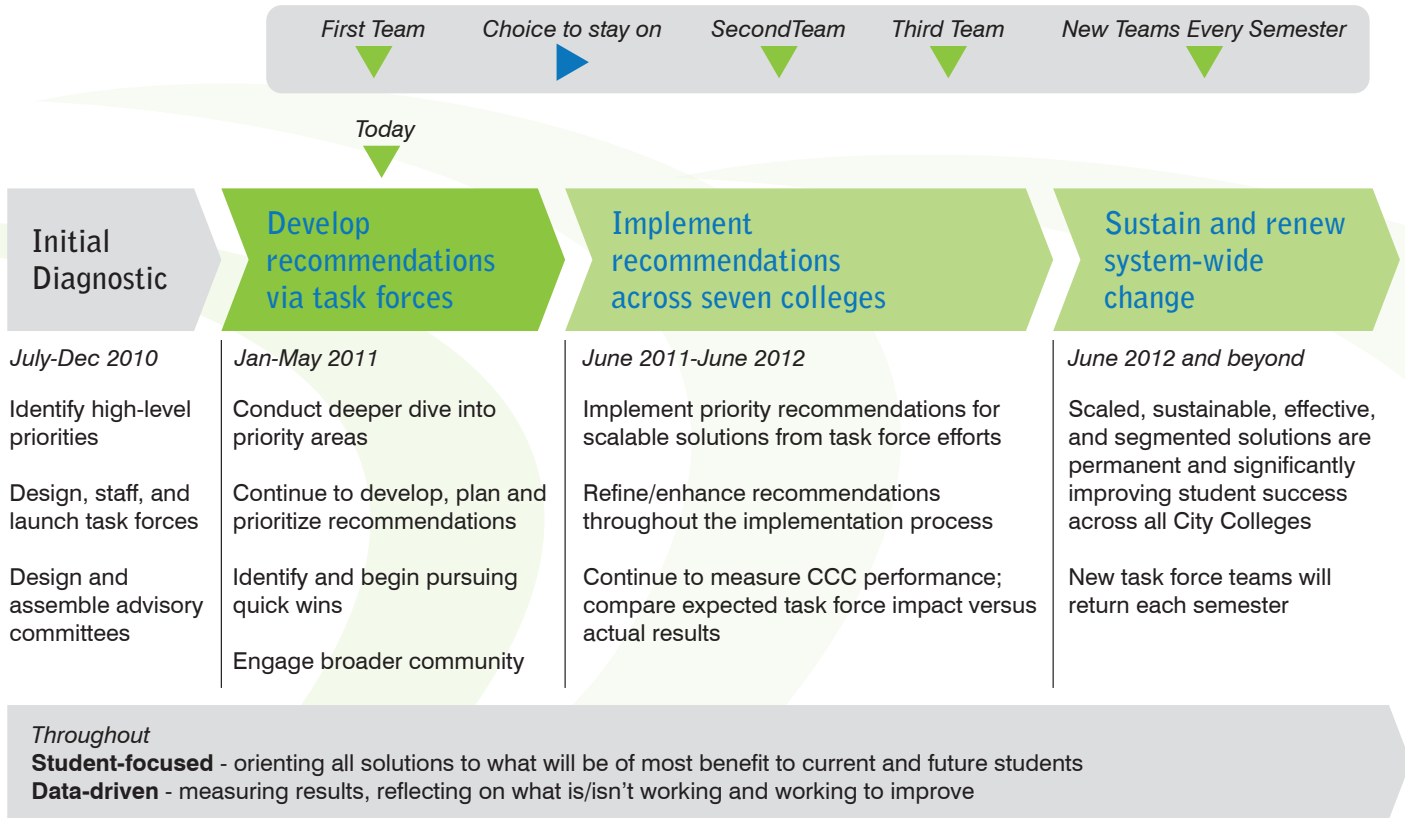 First Team
Choice to stay on
SecondTeam
Third Team
New Teams Every Semester
Today
Initial
Diagnostic
Develop
recommendations
via task forces
Implement
recommendations
across seven colleges
Sustain and renew
system-wide
change
July-Dec 2010
Identify high-level
priorities
Design, staff, and
launch task forces
Design and
assemble advisory
committees
Jan-May 2011
Conduct deeper dive into
priority areas
Continue to develop, plan and
prioritize recommendations
Identify and begin pursuing
quick wins
Engage broader community
June 2011-June 2012
Implement priority recommendations for
scalable solutions from task force efforts
Refine/enhance recommendations
throughout the implementation process
Continue to measure CCC performance;
compare expected task force impact versus
actual results
June 2012 and beyond
Scaled, sustainable, effective,
and segmented solutions are
permanent and significantly
improving student success
across all City Colleges
New task force teams will
return each semester
Throughout
Student-focused - orienting all solutions to what will be of most benefit to current and future students
Data-driven - measuring results, reflecting on what is/isn’t working and working to improve